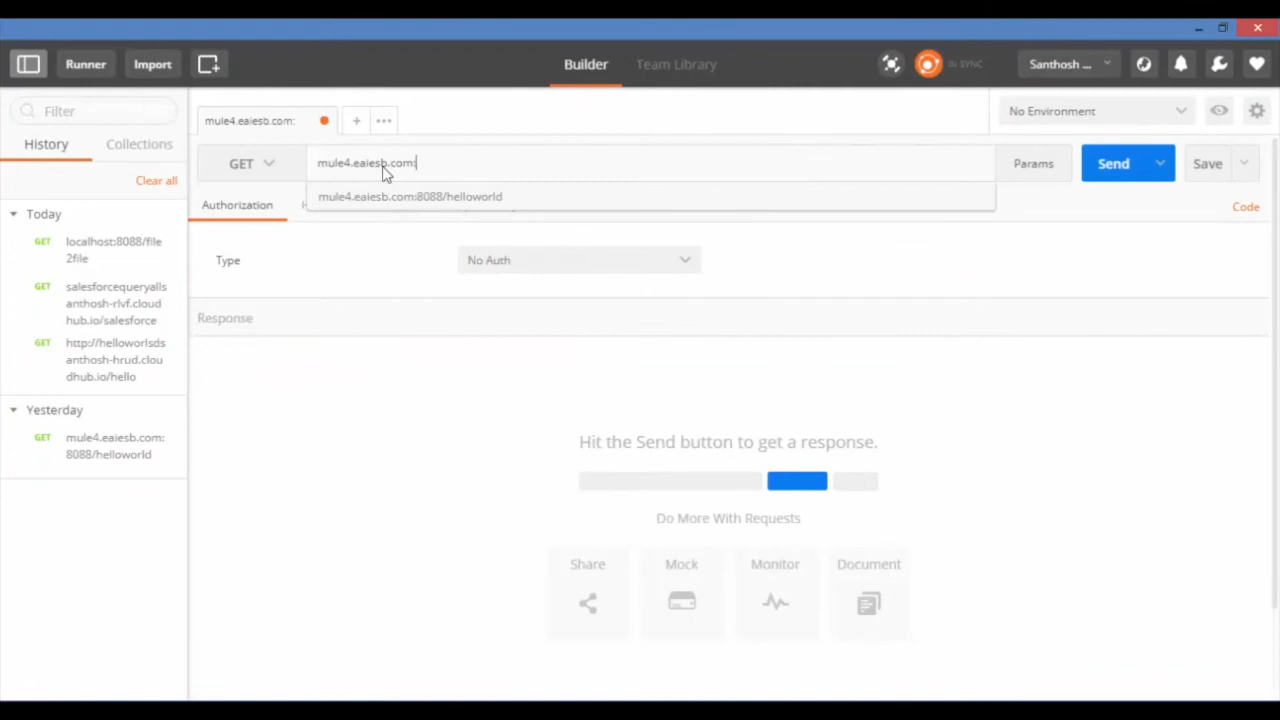 Runner
Import
Builder
Team Library
IN SYNC
Santhosh ...
Filter
mule4.eaiesb.com:
No Environment
History
Collections
GET
mule4.eaiesb.com:
Params
Send
Save
Clear all
mule4.eaiesb.com:8088/helloworld
Authorization
Code
Today
GET
localhost:8088/file
2file
GET
salesforcequeryalls
anthosh-rlvf.cloud
hub.io/salesforce
GET
http://helloworlsds
anthosh-hrud.clou
dhub.io/hello
Yesterday
GET
mule4.eaiesb.com:
8088/helloworld
Type
No Auth
Response
Hit the Send button to get a response.
Do More With Requests
Share
Mock
Monitor
Document